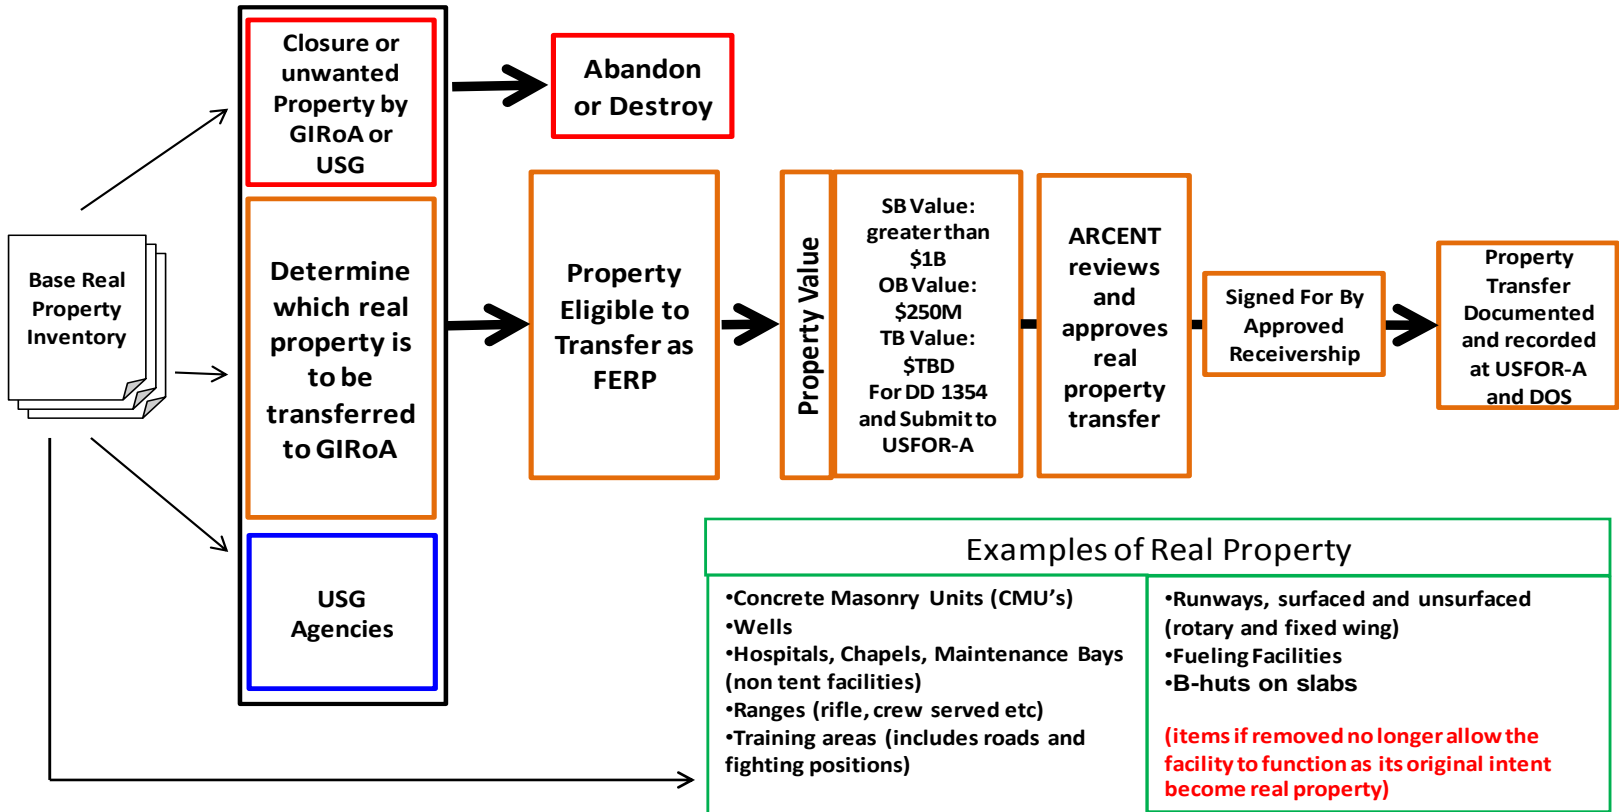 Base Real
Property
Inventory
Closure or
unwanted
Property by
GIRoA or
USG
Abandon
or Destroy
Determine
which real
property is
to be
transferred
to GIRoA
USG
Agencies
Property
Eligible to
Transfer as
FERP
Property Value
SB Value:
greater than
$1B
OB Value:
$250M
TB Value:
$TBD
For DD 1354
and Submit to
USFOR-A
ARCENT
reviews
and
approves
real
property
transfer
Signed For By
Approved
Receivership
Property
Transfer
Documented
and recorded
at USFOR-A
and DOS
Examples of Real Property
•Concrete Masonry Units (CMU's)
•Wells
•Hospitals, Chapels, Maintenance Bays
(non tent facilities)
•Ranges (rifle, crew served etc)
•Training areas (includes roads and
fighting positions)
•Runways, surfaced and unsurfaced
(rotary and fixed wing)
•Fueling Facilities
•B-huts on slabs
(items if removed no longer allow the
facility to function as its original intent
become real property)